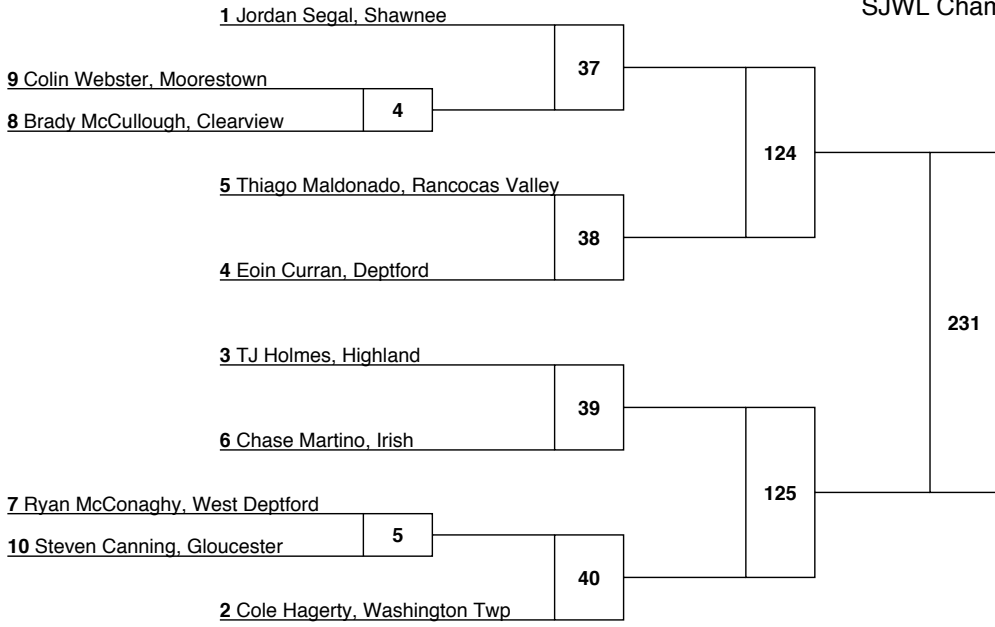 SJWL Cham
1 Jordan Segal, Shawnee
37
9 Colin Webster, Moorestown
4
8 Brady McCullough, Clearview
124
5 Thiago Maldonado, Rancocas Valley
38
4 Eoin Curran, Deptford
231
3 TJ Holmes, Highland
39
6 Chase Martino, Irish
125
7 Ryan McConaghy, West Deptford
5
10 Steven Canning, Gloucester
40
2 Cole Hagerty, Washington Twp